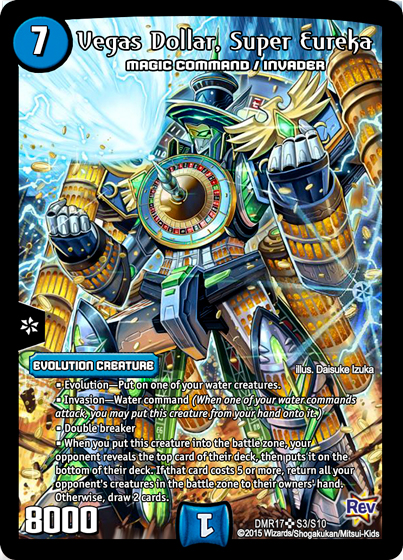 7
Vegas Dollar, Super Eureka
MAGIC COMMAND / INVADER
illus. Daisuke Izuka
EVOLUTION CREATURE
▪ Evolution—Put on one of your water creatures.
▪ Invasion—Water command (When one of your water commands
attack, you may put this creature from your hand onto it.)
▪ Double breaker
▪ When you put this creature into the battle zone, your
opponent reveals the top card of their deck, then puts it on the
bottom of their deck. If that card costs 5 or more, return all your
opponent's creatures in the battle zone to their owners' hand.
Otherwise, draw 2 cards.
Rev
8000
1
DMR17 S3/S10
©2015 Wizards/Shogakukan/Mitsui-Kids